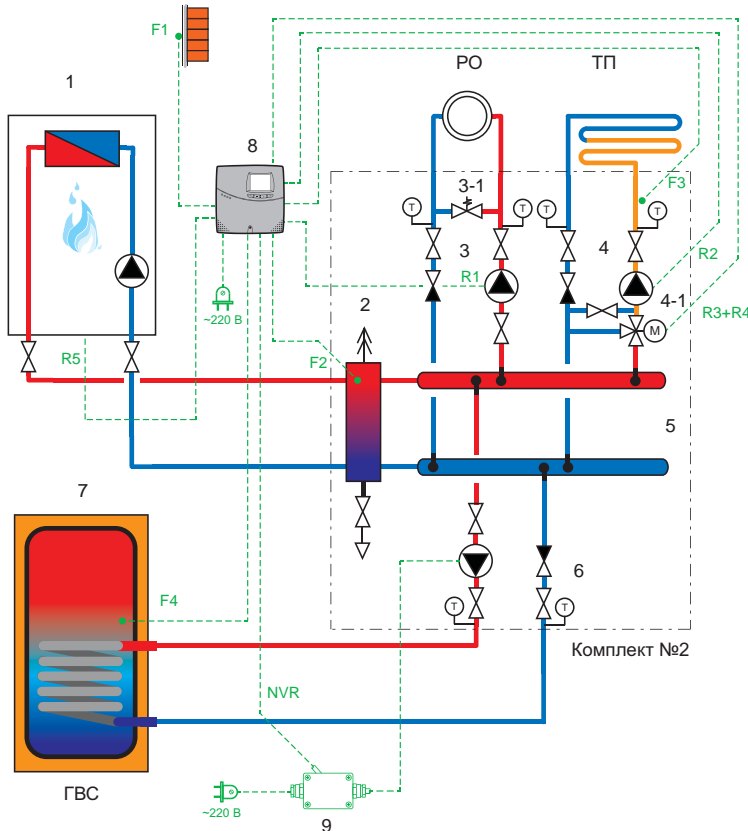 F1
1
РО
ТП
8
3-1
F3
T
T
T
T
3
4
R2
R1
4-1
2
R3+R4
M
~220 В
R5
F2
5
7
6
F4
T
T
Комплект №2
NVR
ГВС
~220 В
9